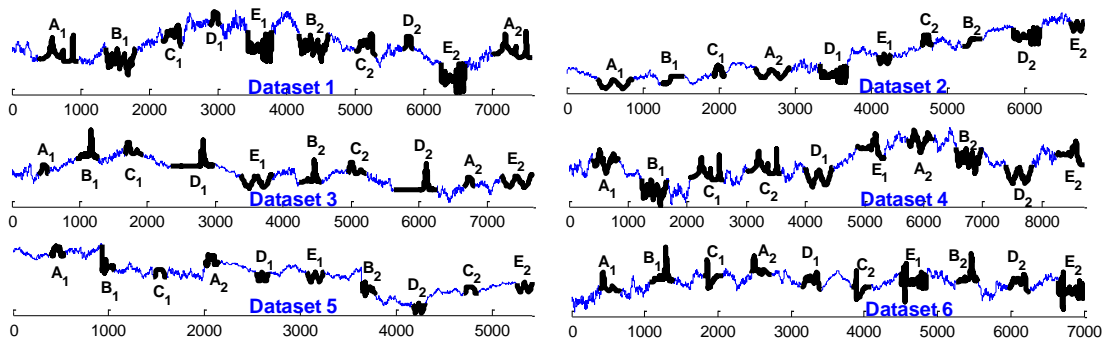 A1 B1 C1 D1 E1 B2 C2 D2 E2 A2
Dataset 1
0 1000 2000 3000 4000 5000 6000 7000
A1 B1 C1 A2 D1 E1 C2 B2 D2 E2
Dataset 2
0 2000 4000 6000
A1 B1 C1 D1 E1 B2 C2 D2 A2 E2
Dataset 3
0 1000 2000 3000 4000 5000 6000 7000
A1 B1 C1 C2 D1 E1 A2 B2 D2 E2
Dataset 4
0 1000 2000 3000 4000 5000 6000 7000 8000
A1 B1 C1 A2 D1 E1 B2 D2 C2 E2
Dataset 5
0 1000 2000 3000 4000 5000
A1 B1 C1 A2 D1 C2 E1 B2 D2 E2
Dataset 6
0 1000 2000 3000 4000 5000 6000 7000